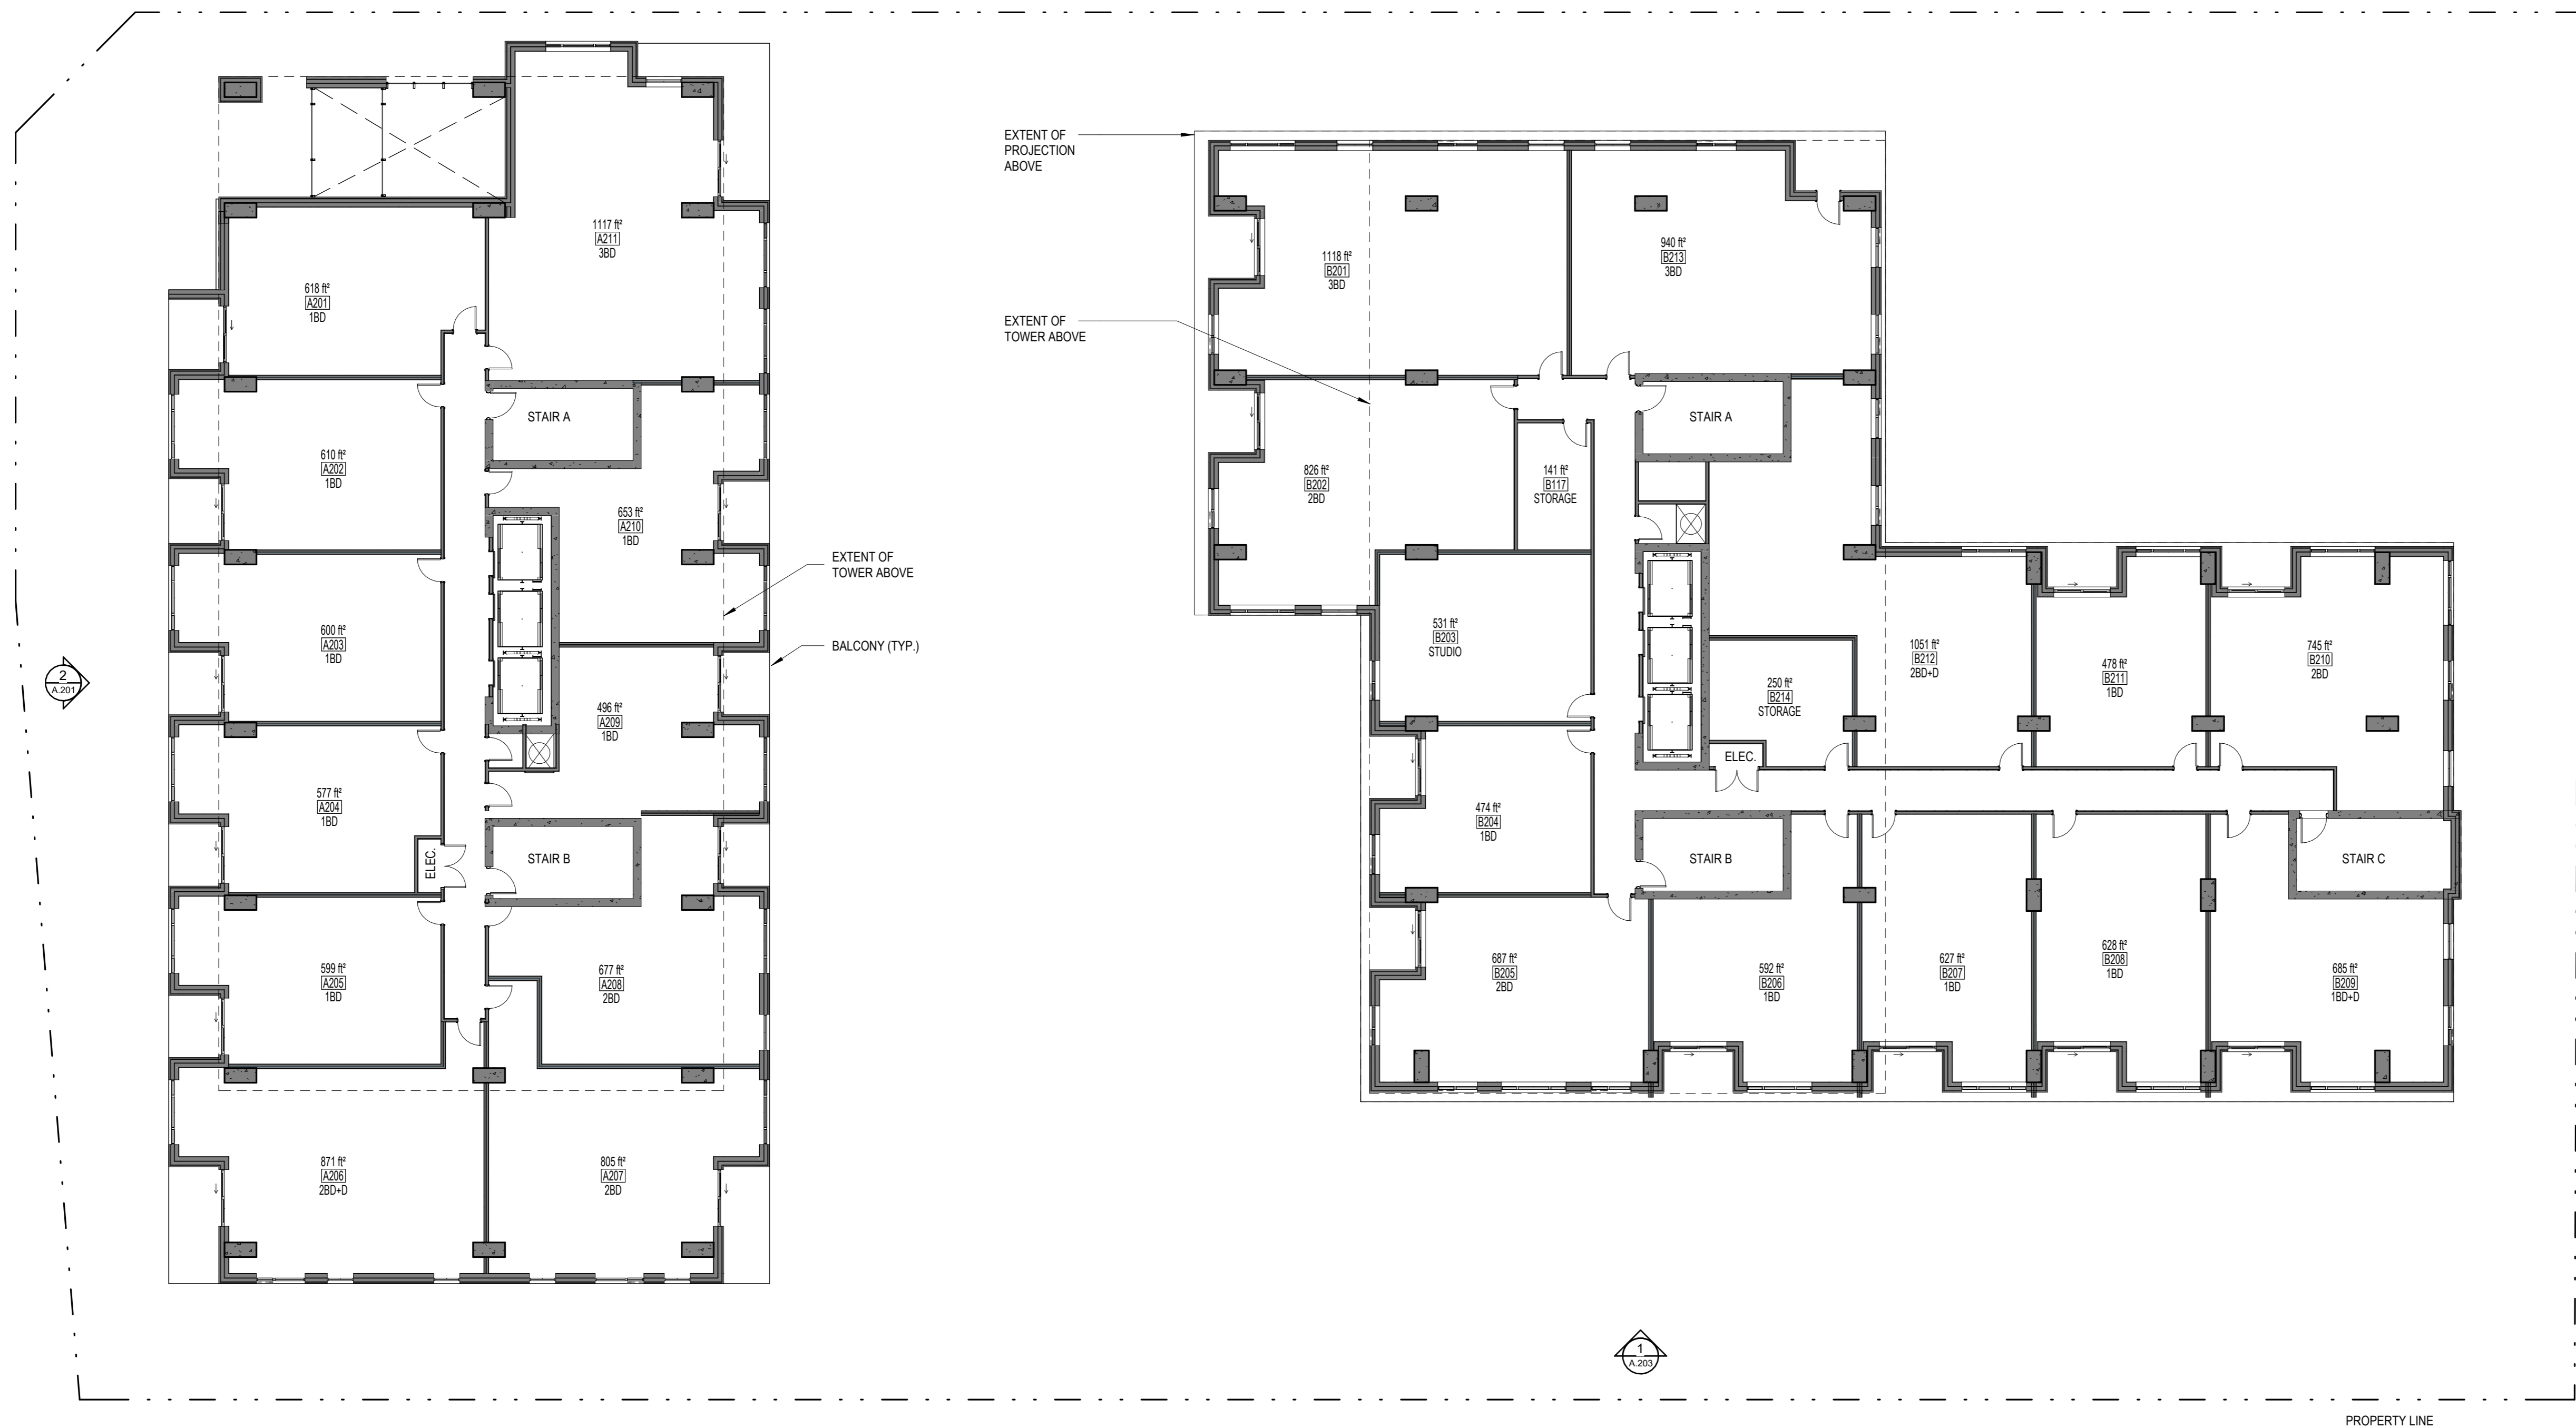 1117 ft²
A211
3BD
618 ft²
A201
1BD
STAIR A
610 ft²
A202
1BD
653 ft²
A210
1BD
EXTENT OF
TOWER ABOVE
600 ft²
A203
1BD
BALCONY (TYP.)
2
A.201
496 ft²
A209
1BD
577 ft²
A204
1BD
ELEC.
STAIR B
599 ft²
A205
1BD
677 ft²
A208
2BD
871 ft²
A206
2BD+D
805 ft²
A207
2BD
EXTENT OF
PROJECTION
ABOVE
1118 ft²
B201
3BD
940 ft²
B213
3BD
EXTENT OF
TOWER ABOVE
STAIR A
826 ft²
B202
2BD
141 ft²
B117
STORAGE
531 ft²
B203
STUDIO
250 ft²
B214
STORAGE
1051 ft²
B212
2BD+D
478 ft²
B211
1BD
745 ft²
B210
2BD
ELEC.
474 ft²
B204
1BD
STAIR B
STAIR C
687 ft²
B205
2BD
592 ft²
B206
1BD
627 ft²
B207
1BD
628 ft²
B208
1BD
685 ft²
B209
1BD+D
1
A.203
PROPERTY LINE